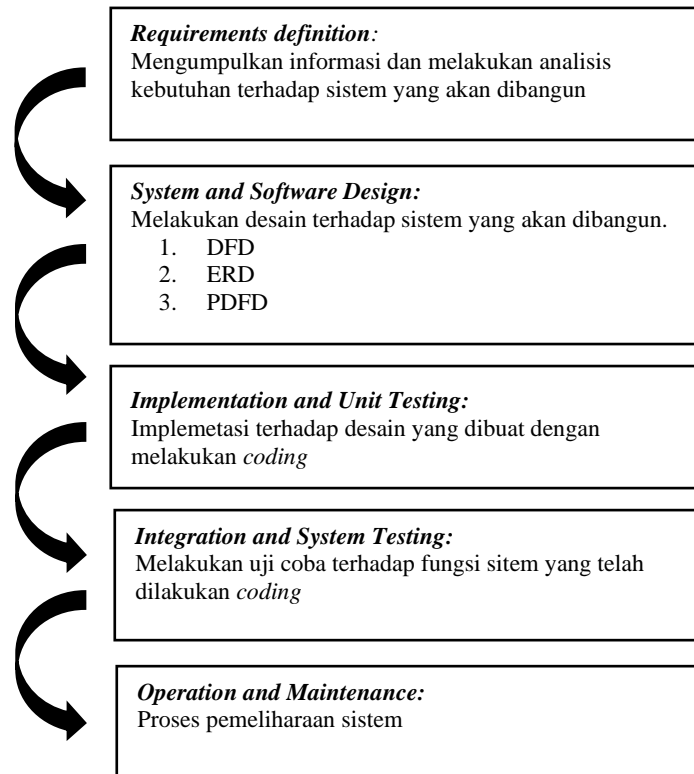 Requirements definition:
Mengumpulkan informasi dan melakukan analisis
kebutuhan terhadap sistem yang akan dibangun
System and Software Design:
Melakukan desain terhadap sistem yang akan dibangun.
1. DFD
2. ERD
3. PDFD
Implementation and Unit Testing:
Implemetasi terhadap desain yang dibuat dengan
melakukan coding
Integration and System Testing:
Melakukan uji coba terhadap fungsi sitem yang telah
dilakukan coding
Operation and Maintenance:
Proses pemeliharaan sistem